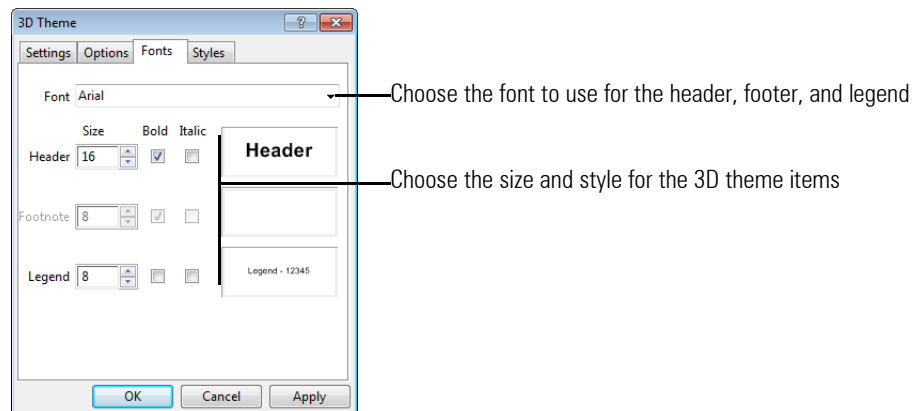 3D Theme
Settings Options Fonts Styles
Font Arial
Choose the font to use for the header, footer, and legend
Size Bold Italic
Header 16 Header
Choose the size and style for the 3D theme items
Footnote 8
Legend 8 Legend - 12345
OK Cancel Apply